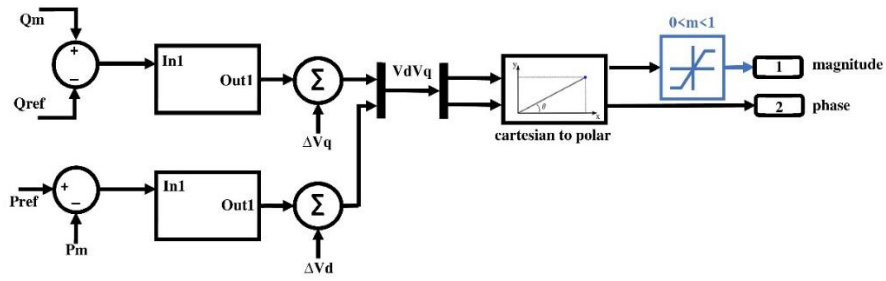 Qm
0<m<1
+
−
In1
Out1
Σ
VdVq
y
θ
x
1
magnitude
Qref
ΔVq
cartesian to polar
2
phase
Pref
+
−
In1
Out1
Σ
Pm
ΔVd